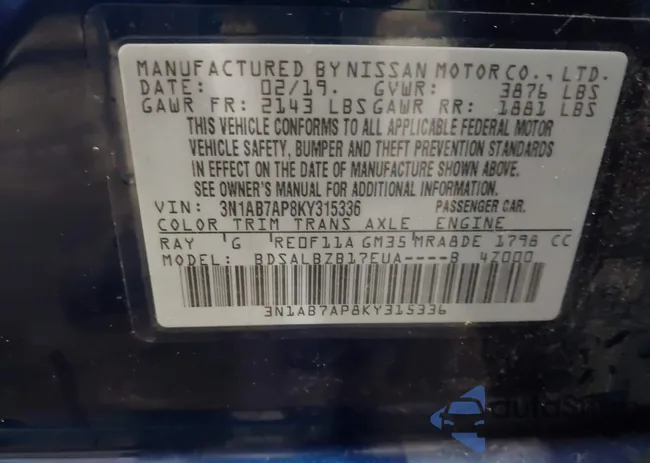 MANUFACTURED BY NISSAN MOTOR CO., LTD.
DATE: 02/19. GVWR: 3876 LBS
GAWR FR: 2143 LBS GAWR RR: 1881 LBS
THIS VEHICLE CONFORMS TO ALL APPLICABLE FEDERAL MOTOR
VEHICLE SAFETY, BUMPER AND THEFT PREVENTION STANDARDS
IN EFFECT ON THE DATE OF MANUFACTURE SHOWN ABOVE.
SEE OWNER'S MANUAL FOR ADDITIONAL INFORMATION.
VIN: 3N1AB7AP8KY315336 PASSENGER CAR.
COLOR TRIM TRANS AXLE ENGINE
RAY G RE0F11A GM35 MRA8DE 1798 CC
MODEL: BDSALBZB17EUA----B 4Z000
3N1AB7AP8KY315336